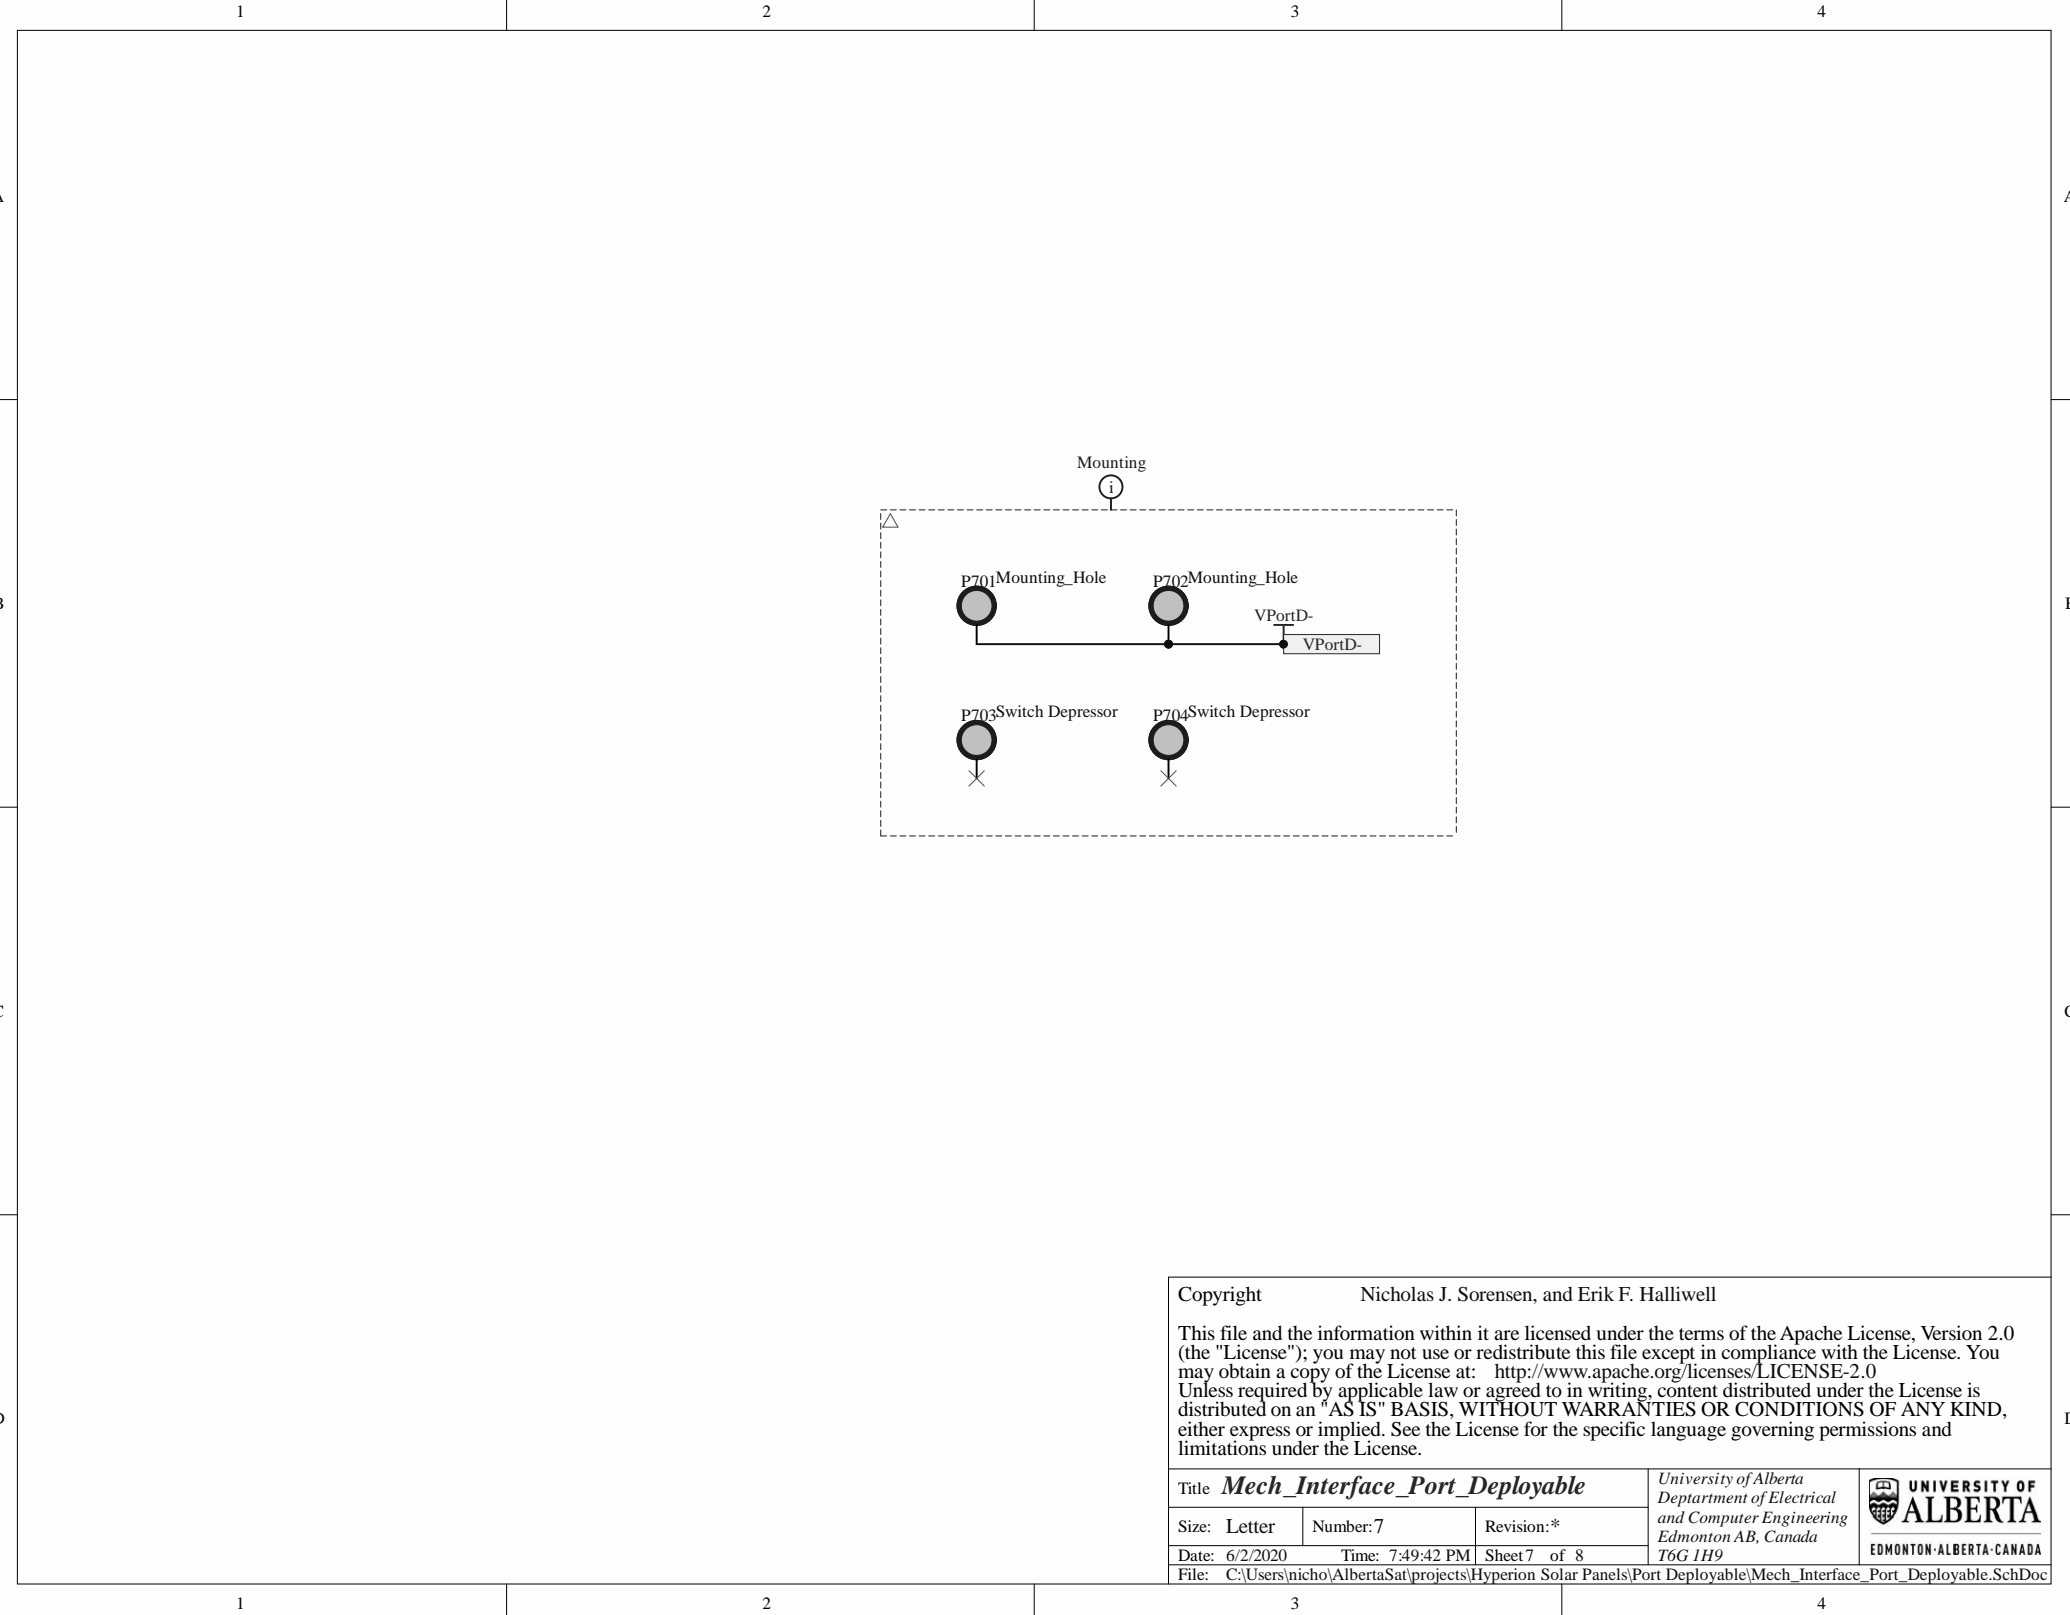 1 2 3 4
A A
Mounting
i
B
P701 Mounting_Hole P702 Mounting_Hole
VPortD-
VPortD-
P703 Switch Depressor P704 Switch Depressor
C C
Copyright Nicholas J. Sorensen, and Erik F. Halliwell
This file and the information within it are licensed under the terms of the Apache License, Version 2.0
(the "License"); you may not use or redistribute this file except in compliance with the License. You
may obtain a copy of the License at: http://www.apache.org/licenses/LICENSE-2.0
Unless required by applicable law or agreed to in writing, content distributed under the License is
distributed on an "AS IS" BASIS, WITHOUT WARRANTIES OR CONDITIONS OF ANY KIND,
either express or implied. See the License for the specific language governing permissions and
limitations under the License.
Title Mech_Interface_Port_Deployable
Size: Letter Number:7 Revision:*
Date: 6/2/2020 Time: 7:49:42 PM Sheet7 of 8
University of Alberta
Deptartment of Electrical
and Computer Engineering
Edmonton AB, Canada
T6G 1H9
UNIVERSITY OF
ALBERTA
EDMONTON·ALBERTA·CANADA
File: C:\Users\nicho\AlbertaSat\projects\Hyperion Solar Panels\Port Deployable\Mech_Interface_Port_Deployable.SchDoc
1 2 3 4